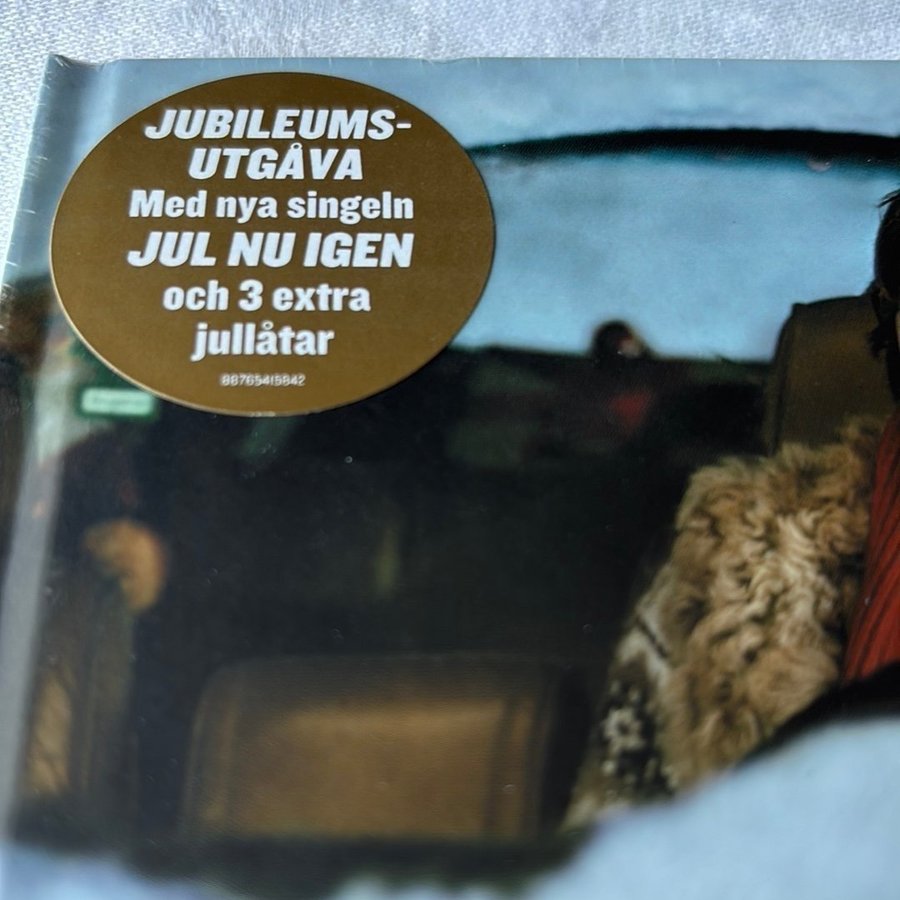 JUBILEUMS-
UTGÅVA
Med nya singeln
JUL NU IGEN
och 3 extra
jullåtar
88765415842